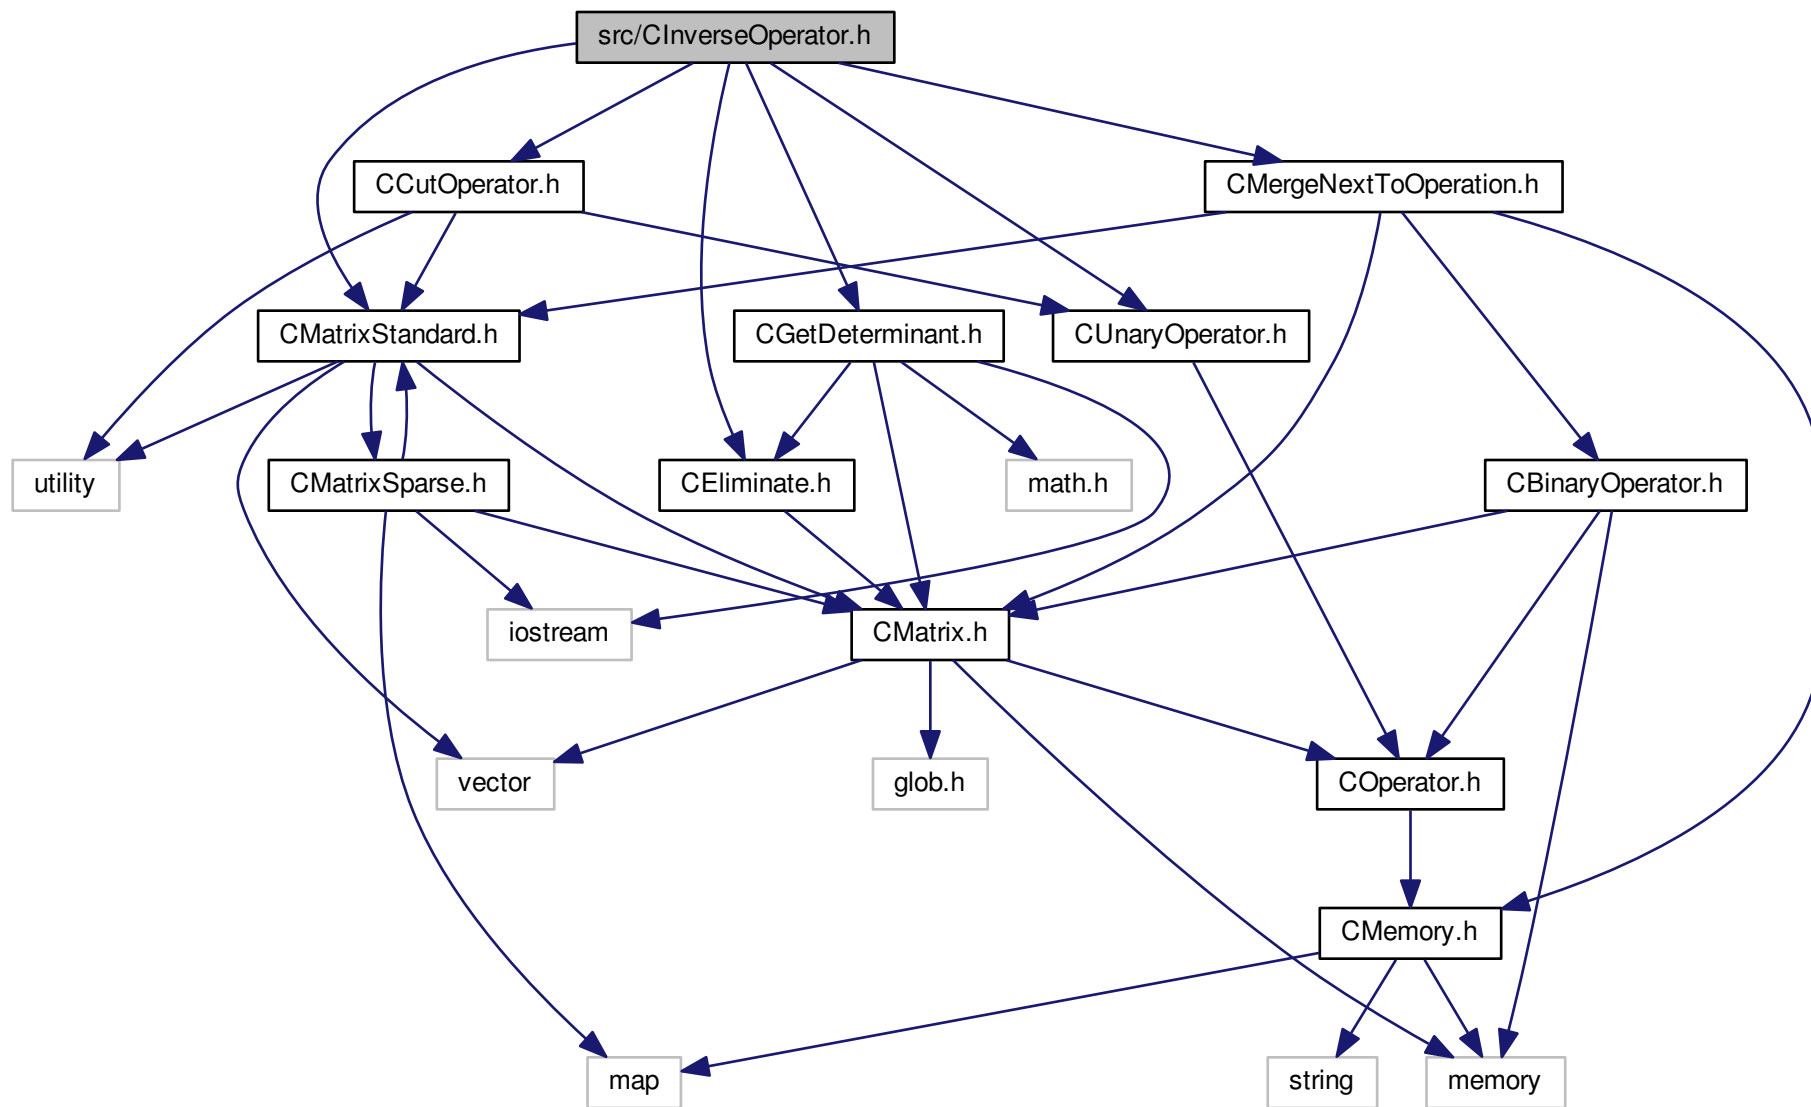 src/CInverseOperator.h
CCutOperator.h
CMergeNextToOperation.h
CMatrixStandard.h
CGetDeterminant.h
CUnaryOperator.h
utility
CMatrixSparse.h
CEliminate.h
math.h
CBinaryOperator.h
iostream
CMatrix.h
vector
glob.h
COperator.h
CMemory.h
map
string
memory